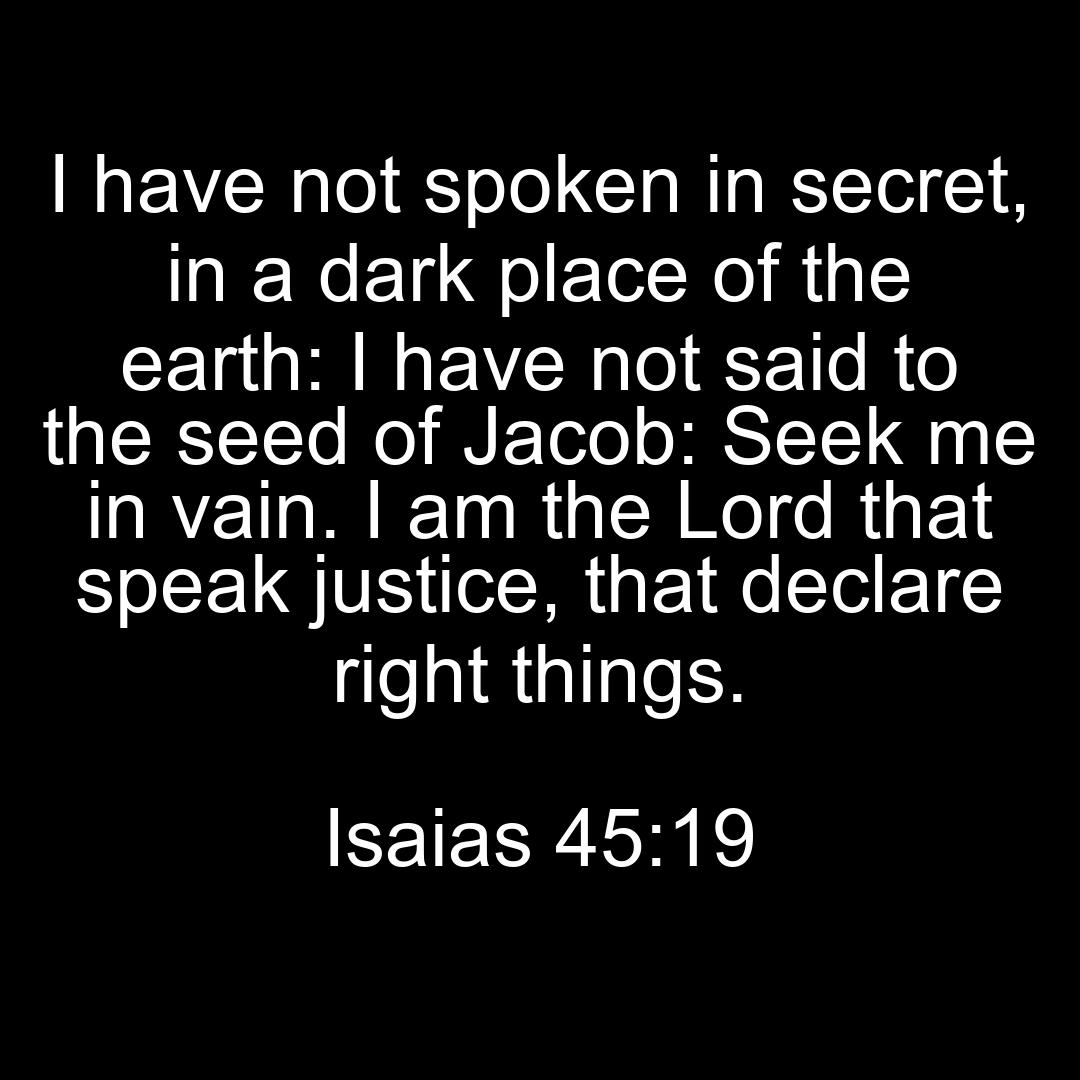 I have not spoken in secret,
in a dark place of the
earth: I have not said to
the seed of Jacob: Seek me
in vain. I am the Lord that
speak justice, that declare
right things.
Isaias 45:19